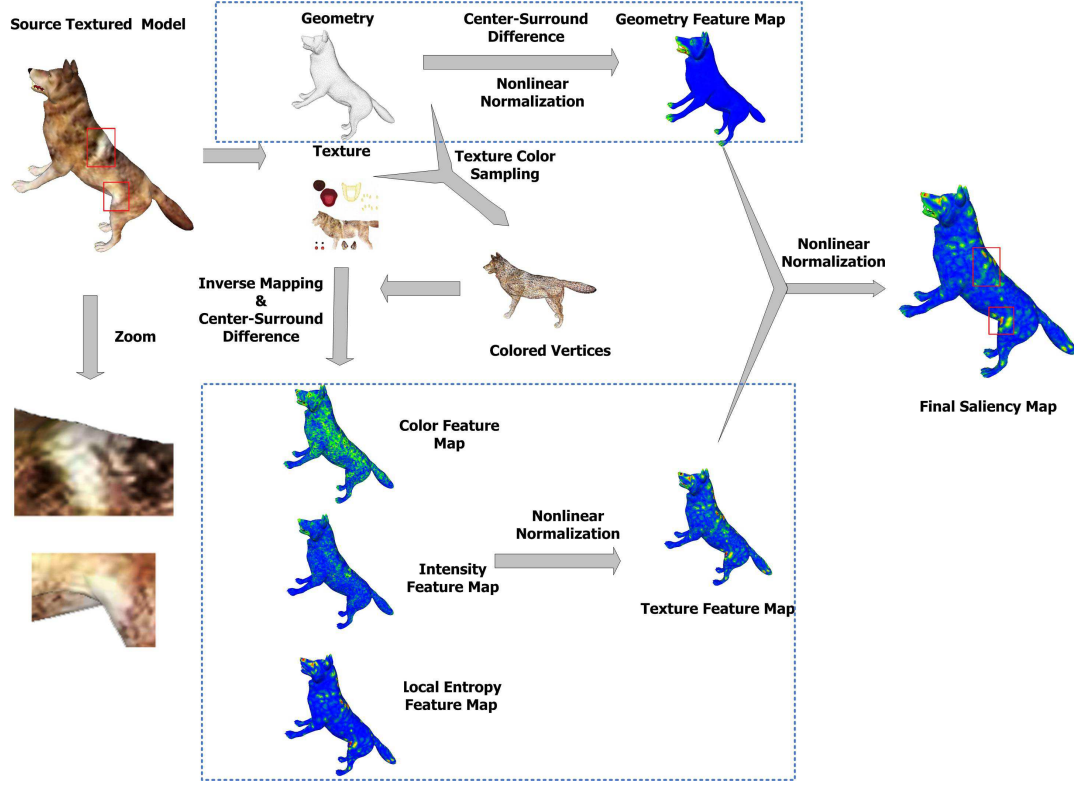 Source Textured Model
Geometry
Center-Surround
Difference
Nonlinear
Normalization
Geometry Feature Map
Texture
Texture Color
Sampling
Inverse Mapping
&
Center-Surround
Difference
Colored Vertices
Zoom
Nonlinear
Normalization
Final Saliency Map
Color Feature
Map
Intensity
Feature Map
Local Entropy
Feature Map
Nonlinear
Normalization
Texture Feature Map